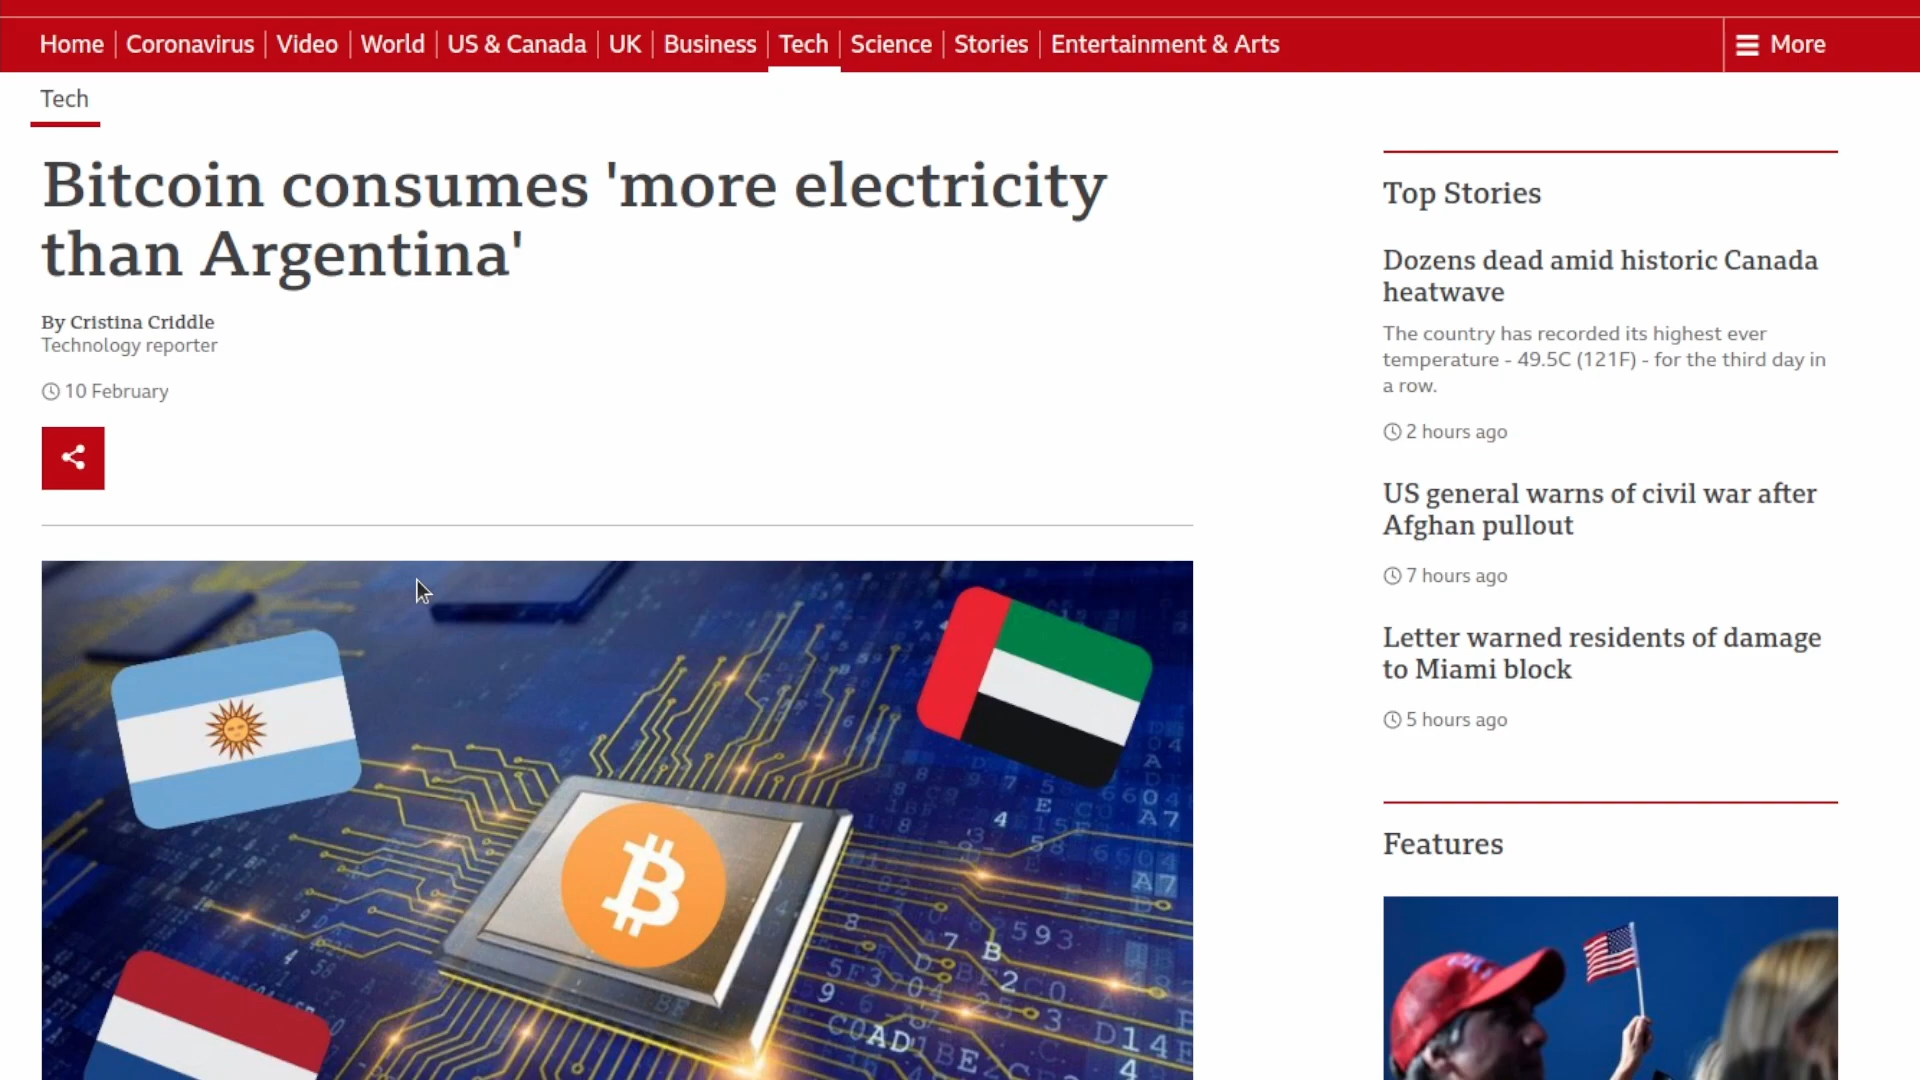 Home
Coronavirus
Video
World
US & Canada
UK
Business
Tech
Science
Stories
Entertainment & Arts
More
Tech
Bitcoin consumes 'more electricity
than Argentina'
By Cristina Criddle
Technology reporter
10 February
Top Stories
Dozens dead amid historic Canada
heatwave
The country has recorded its highest ever
temperature - 49.5C (121F) - for the third day in
a row.
2 hours ago
US general warns of civil war after
Afghan pullout
7 hours ago
Letter warned residents of damage
to Miami block
5 hours ago
Features